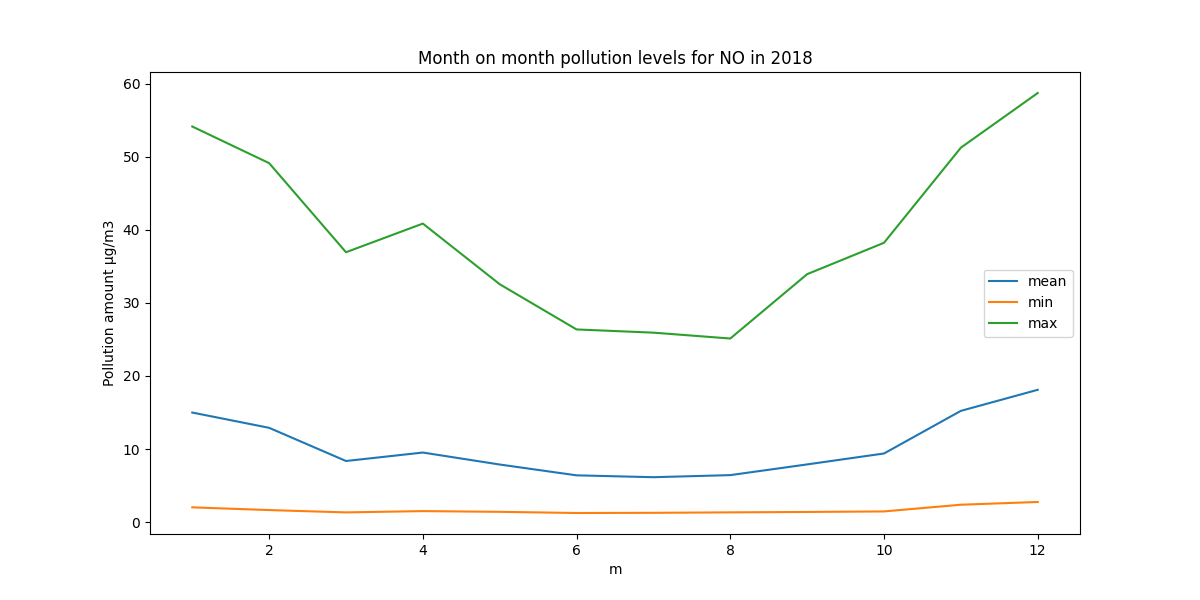 Month on month pollution levels for NO in 2018
60
50
40
30
20
10
0
Pollution amount µg/m3
mean
min
max
2 4 6 8 10 12
m